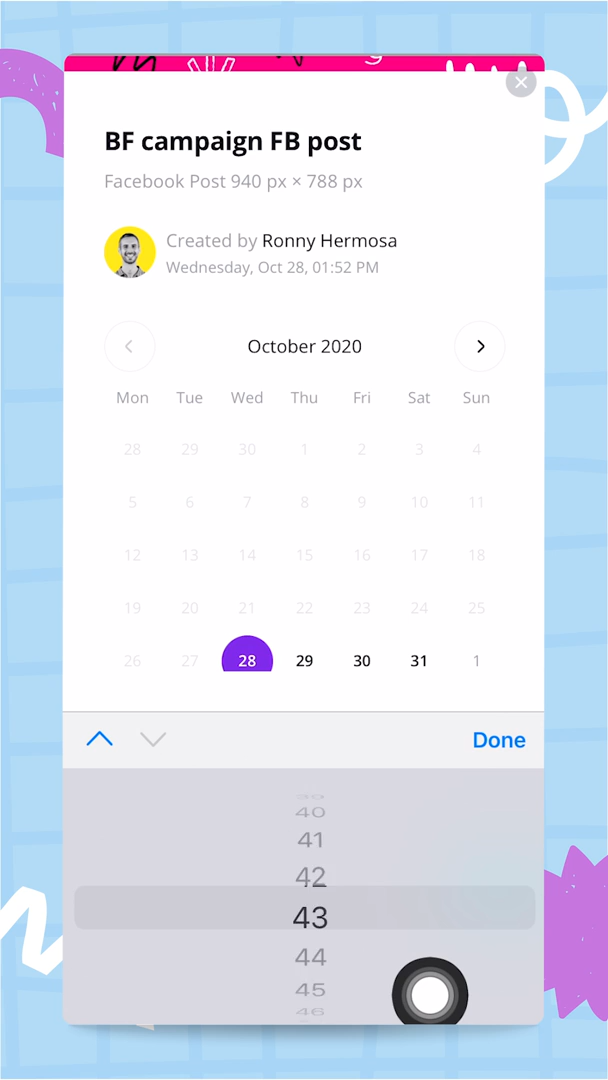 BF campaign FB post
Facebook Post 940 px × 788 px
Created by Ronny Hermosa
Wednesday, Oct 28, 01:52 PM
October 2020
Mon Tue Wed Thu Fri Sat Sun
28 29 30 1 2 3 4
5 6 7 8 9 10 11
12 13 14 15 16 17 18
19 20 21 22 23 24 25
26 27 28 29 30 31 1
Done
40
41
42
43
44
45
46